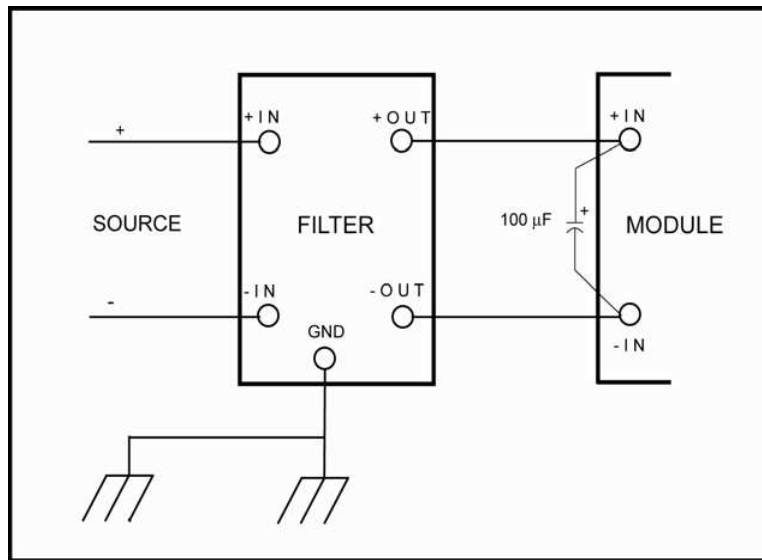 +IN
+OUT
+IN
+
SOURCE
FILTER
100 µF
+
MODULE
-
-IN
-OUT
GND
-IN